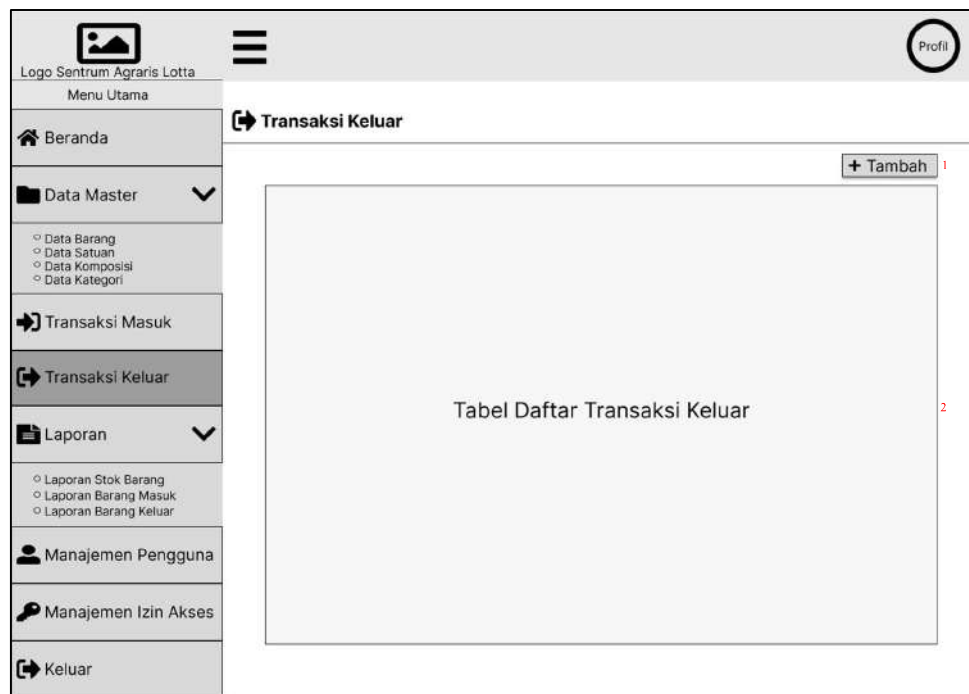 Logo Sentrum Agraris Lotta
Profil
Menu Utama
Beranda
Data Master
Data Barang
Data Satuan
Data Komposisi
Data Kategori
Transaksi Masuk
Transaksi Keluar
Laporan
Laporan Stok Barang
Laporan Barang Masuk
Laporan Barang Keluar
Manajemen Pengguna
Manajemen Izin Akses
Keluar
Transaksi Keluar
+ Tambah 1
Tabel Daftar Transaksi Keluar 2